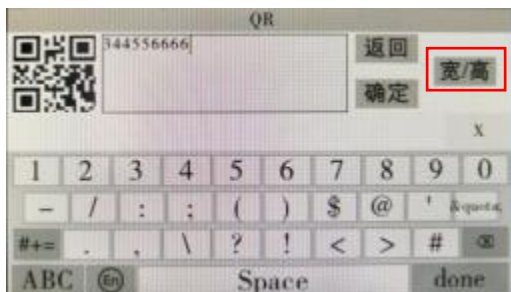 QR
344556666
返回
宽/高
确定
X
1 2 3 4 5 6 7 8 9 0
- / : ; ( ) $ @ ' &quota;
#+= . , \ ? ! < > #
ABC En Space done